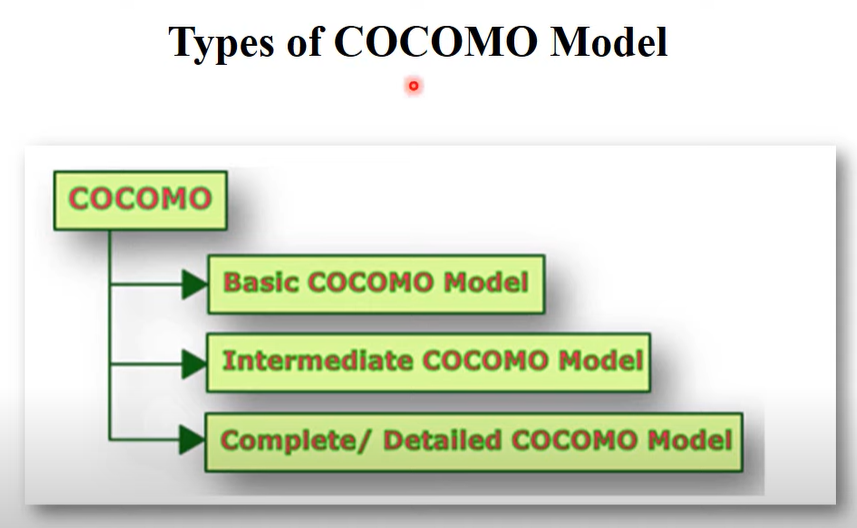 Types of COCOMO Model
COCOMO
Basic COCOMO Model
Intermediate COCOMO Model
Complete/ Detailed COCOMO Model